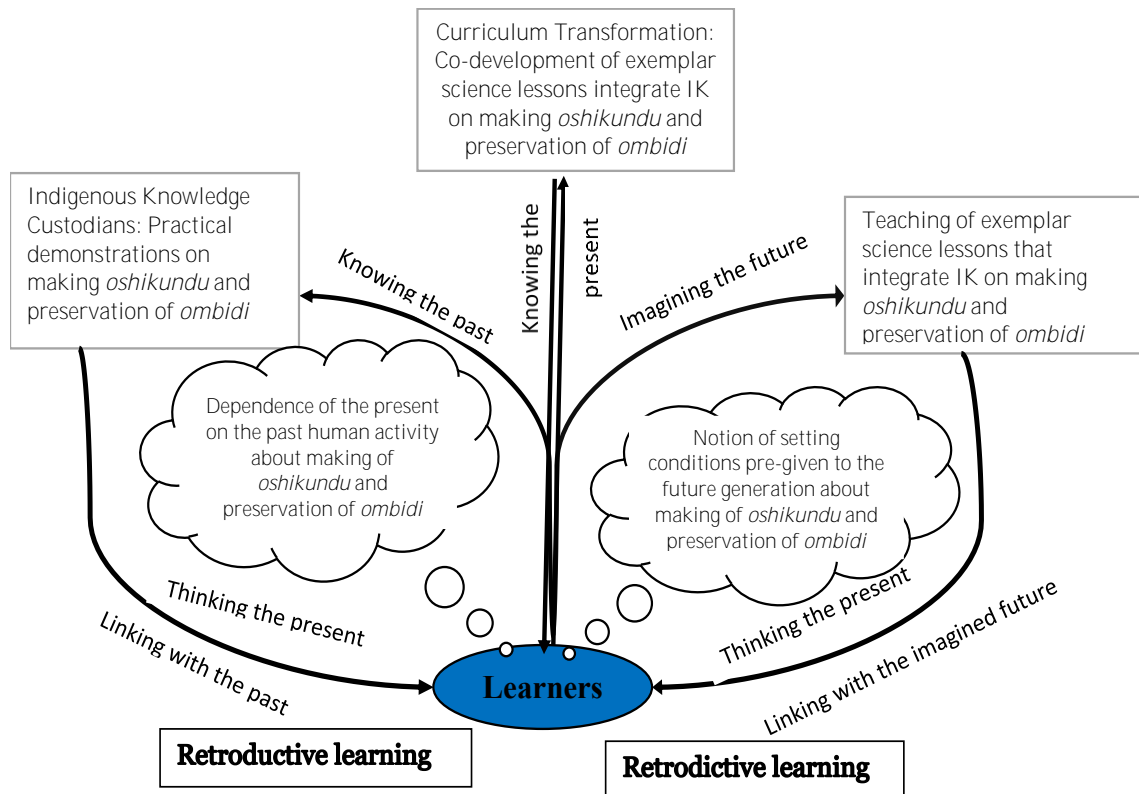 Curriculum Transformation:
Co-development of exemplar
science lessons integrate IK
on making oshikundu and
preservation of ombidi
Indigenous Knowledge
Custodians: Practical
demonstrations on
making oshikundu and
preservation of ombidi
Teaching of exemplar
science lessons that
integrate IK on making
oshikundu and
preservation of ombidi
Knowing the past
Knowing the
present
Imagining the future
Dependence of the present
on the past human activity
about making of
oshikundu and
preservation of ombidi
Notion of setting
conditions pre-given to the
future generation about
making of oshikundu and
preservation of ombidi
Thinking the present
Linking with the past
Thinking the present
Linking with the imagined future
Learners
Retroductive learning
Retrodictive learning